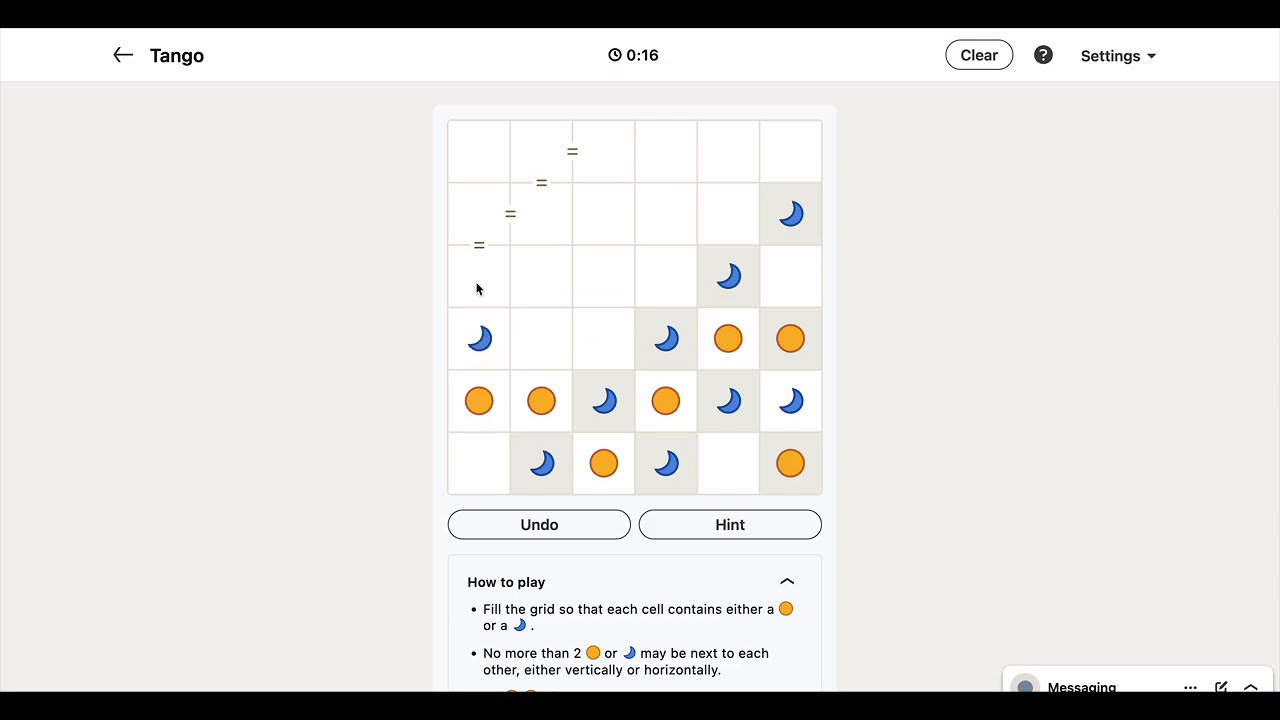 Tango
0:16
Clear
?
Settings
=
=
=
=
Undo
Hint
How to play
• Fill the grid so that each cell contains either a
or a .
• No more than 2 or may be next to each
other, either vertically or horizontally.
Messaging